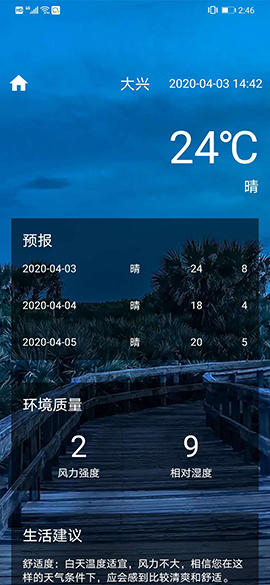 HD 4G 2:46
大兴 2020-04-03 14:42
24℃
晴
预报
2020-04-03 晴 24 8
2020-04-04 晴 18 4
2020-04-05 晴 20 5
环境质量
2 9
风力强度 相对湿度
生活建议
舒适度：白天温度适宜，风力不大，相信您在这
样的天气条件下，应会感到比较清爽和舒适。